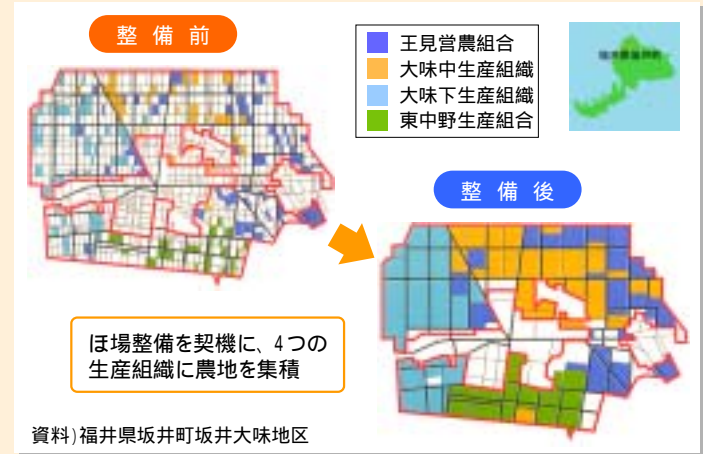 整備前
王見営農組合
大味中生産組織
大味下生産組織
東中野生産組合
整備後
ほ場整備を契機に、4つの
生産組織に農地を集積
資料)福井県坂井町坂井大味地区